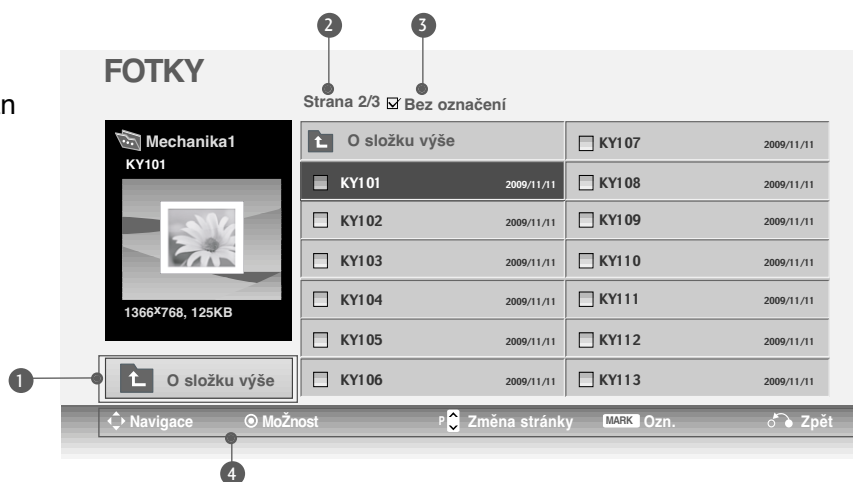 2 3
FOTKY
n
Strana 2/3 Bez označení
Mechanika1
KY101
1366x768, 125KB
O složku výše
KY101 2009/11/11
KY102 2009/11/11
KY103 2009/11/11
KY104 2009/11/11
KY105 2009/11/11
KY106 2009/11/11
KY107 2009/11/11
KY108 2009/11/11
KY109 2009/11/11
KY110 2009/11/11
KY111 2009/11/11
KY112 2009/11/11
KY113 2009/11/11
1
O složku výše
Navigace MoŽnost P Změna stránky MARK Ozn. Zpět
4